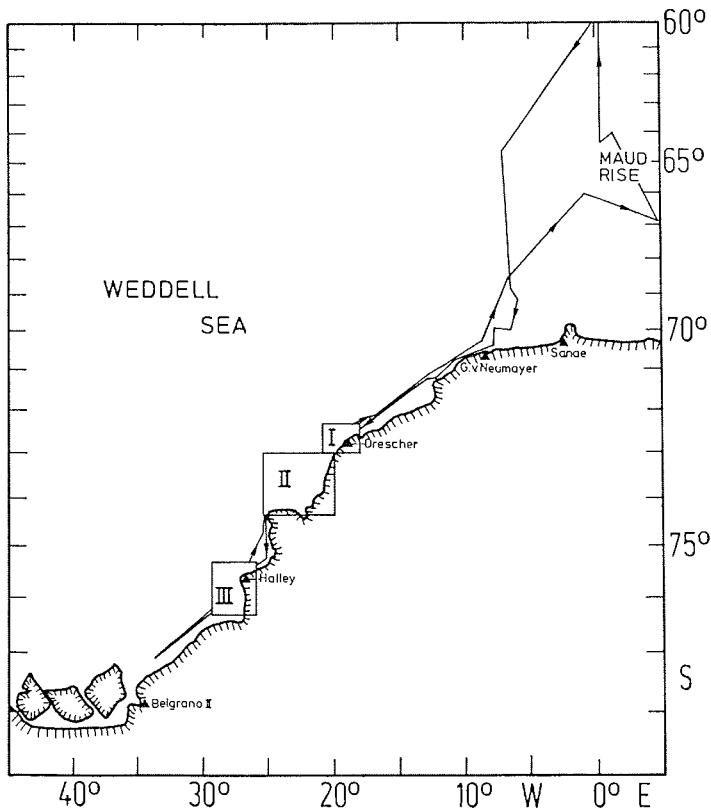 60°
MAUD
RISE
65°
WEDDELL
SEA
70°
Sanae
G.v.Neumayer
I
Drescher
II
75°
Halley
III
S
Belgrano II
40° 30° 20° 10° W 0° E